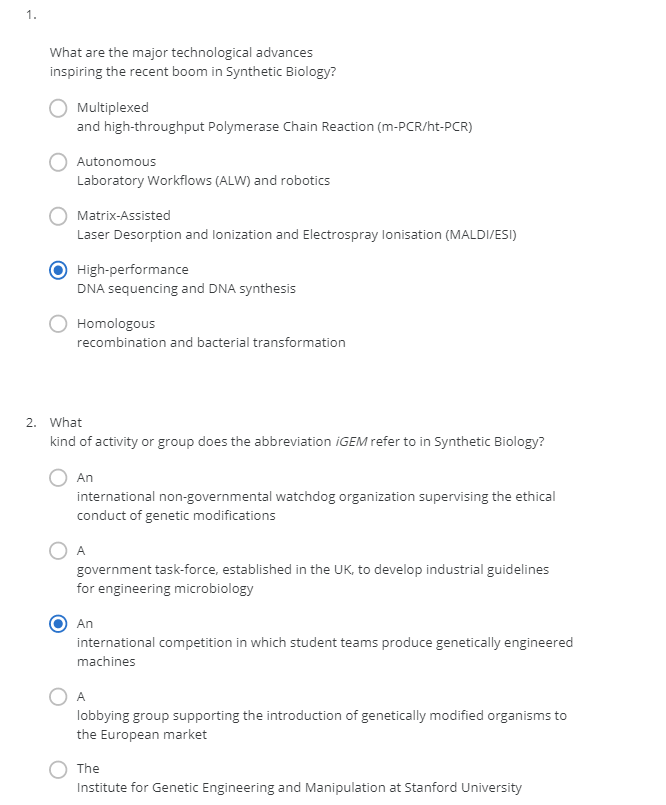 1.
What are the major technological advances
inspiring the recent boom in Synthetic Biology?
Multiplexed
and high-throughput Polymerase Chain Reaction (m-PCR/ht-PCR)
Autonomous
Laboratory Workflows (ALW) and robotics
Matrix-Assisted
Laser Desorption and Ionization and Electrospray Ionisation (MALDI/ESI)
High-performance
DNA sequencing and DNA synthesis
Homologous
recombination and bacterial transformation
2. What
kind of activity or group does the abbreviation iGEM refer to in Synthetic Biology?
An
international non-governmental watchdog organization supervising the ethical
conduct of genetic modifications
A
government task-force, established in the UK, to develop industrial guidelines
for engineering microbiology
An
international competition in which student teams produce genetically engineered
machines
A
lobbying group supporting the introduction of genetically modified organisms to
the European market
The
Institute for Genetic Engineering and Manipulation at Stanford University